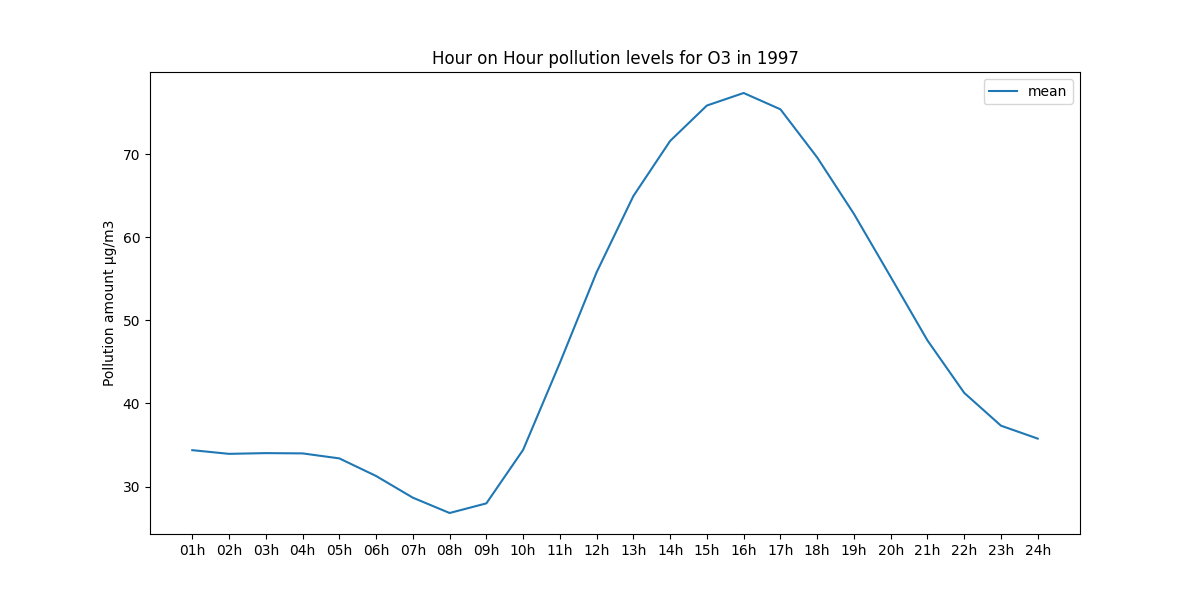 Hour on Hour pollution levels for O3 in 1997
mean
Pollution amount µg/m3
70
60
50
40
30
01h 02h 03h 04h 05h 06h 07h 08h 09h 10h 11h 12h 13h 14h 15h 16h 17h 18h 19h 20h 21h 22h 23h 24h